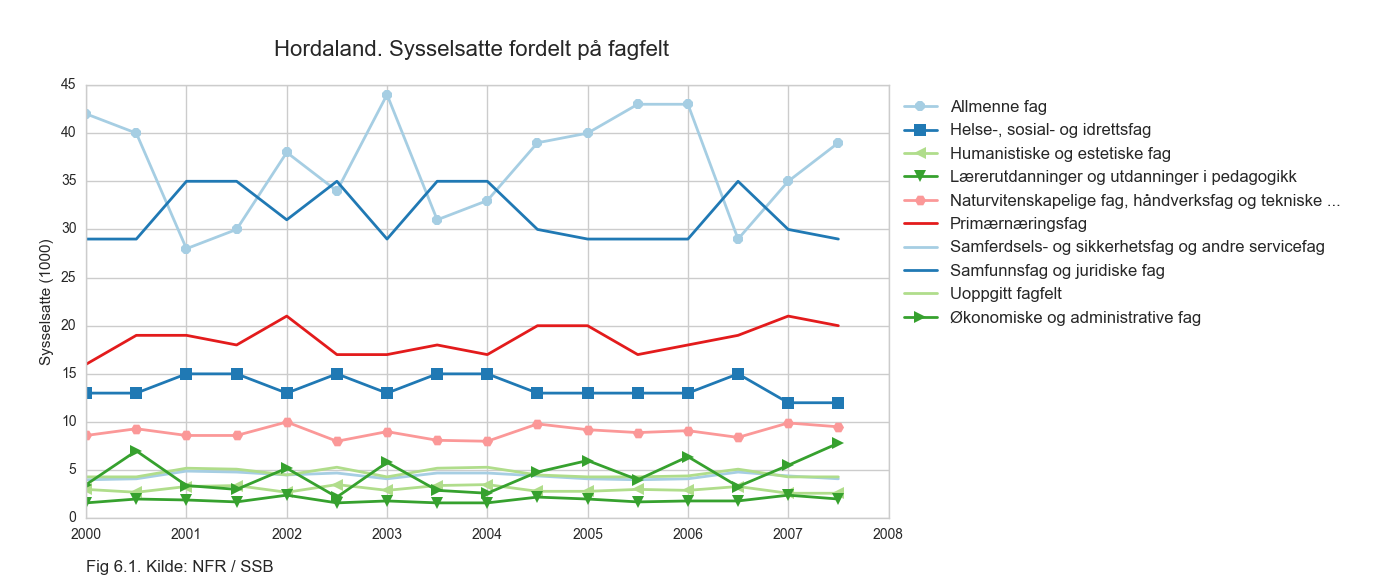 Hordaland. Sysselsatte fordelt på fagfelt
Sysselsatte (1000)
45
40
35
30
25
20
15
10
5
0
2000 2001 2002 2003 2004 2005 2006 2007 2008
Allmenne fag
Helse-, sosial- og idrettsfag
Humanistiske og estetiske fag
Lærerutdanninger og utdanninger i pedagogikk
Naturvitenskapelige fag, håndverksfag og tekniske ...
Primærnæringsfag
Samferdsels- og sikkerhetsfag og andre servicefag
Samfunnsfag og juridiske fag
Uoppgitt fagfelt
Økonomiske og administrative fag
Fig 6.1. Kilde: NFR / SSB